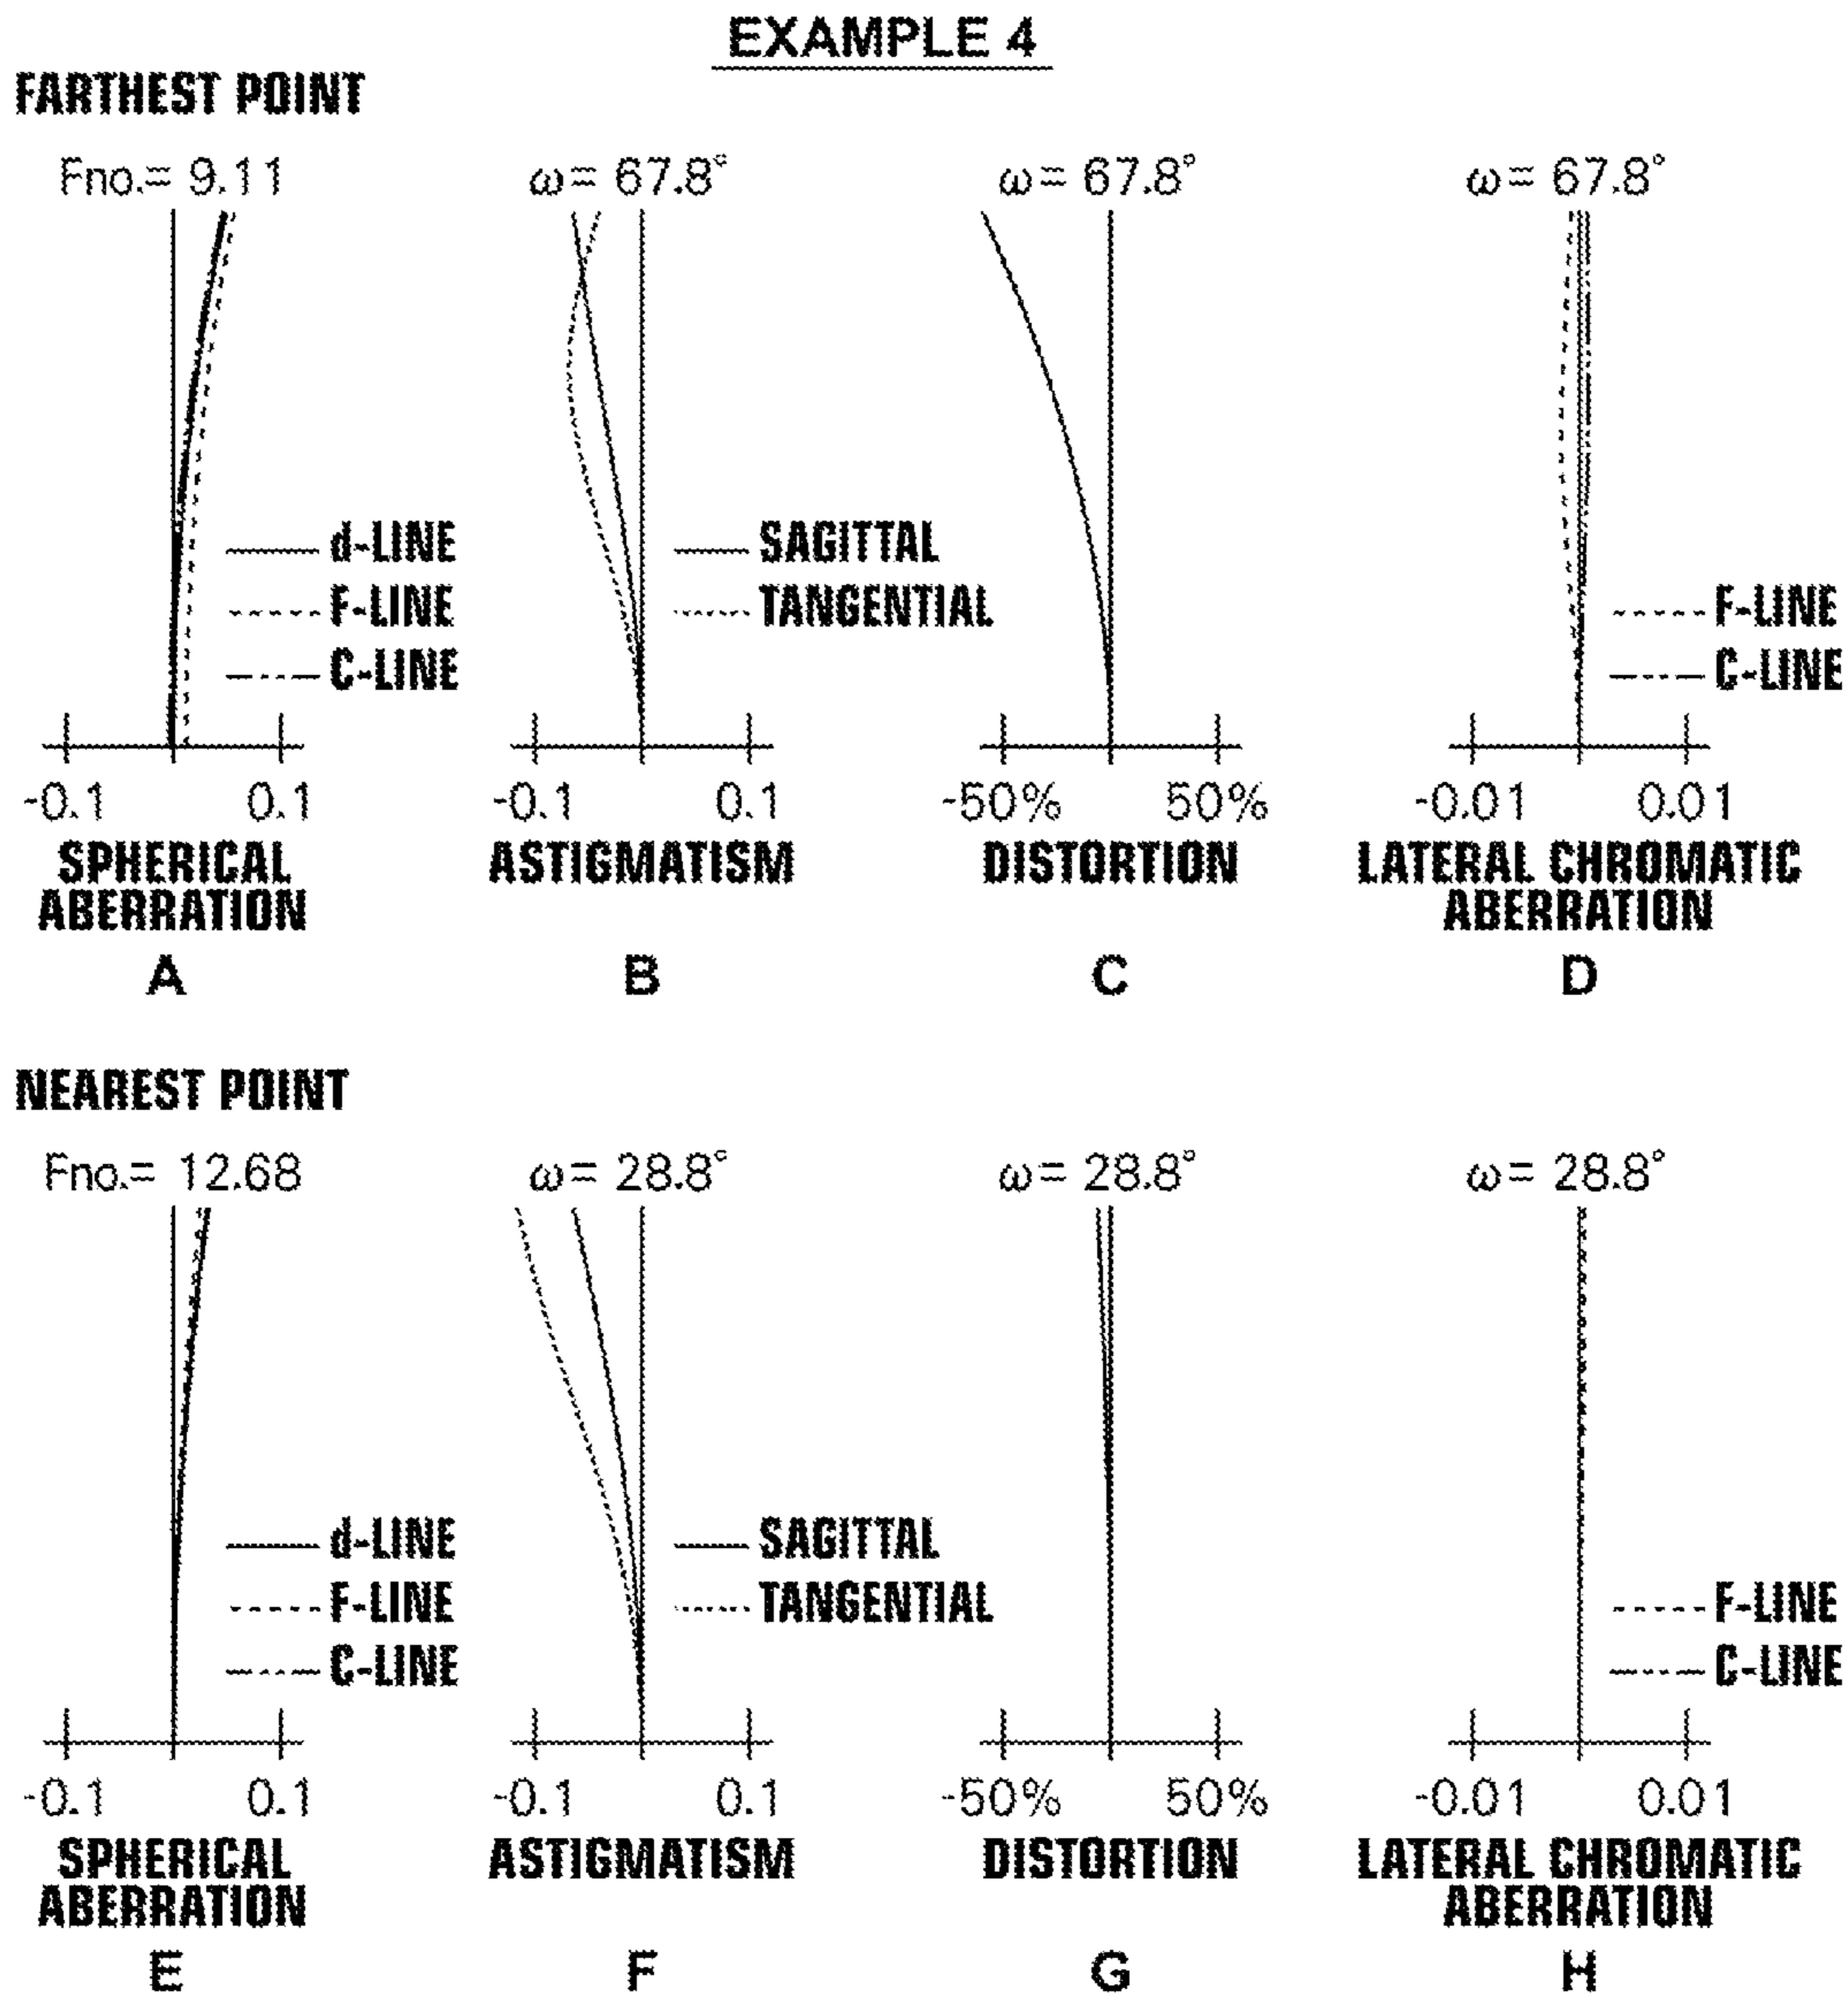 EXAMPLE 4
FARTHEST POINT
Fno.= 9.11
ω= 67.8°
ω= 67.8°
ω= 67.8°
d-LINE
F-LINE
C-LINE
SAGITTAL
TANGENTIAL
F-LINE
C-LINE
-0.1 0.1
-0.1 0.1
-50% 50%
-0.01 0.01
SPHERICAL
ABERRATION
ASTIGMATISM
DISTORTION
LATERAL CHROMATIC
ABERRATION
A
B
C
D
NEAREST POINT
Fno.= 12.68
ω= 28.8°
ω= 28.8°
ω= 28.8°
d-LINE
F-LINE
C-LINE
SAGITTAL
TANGENTIAL
F-LINE
C-LINE
-0.1 0.1
-0.1 0.1
-50% 50%
-0.01 0.01
SPHERICAL
ABERRATION
ASTIGMATISM
DISTORTION
LATERAL CHROMATIC
ABERRATION
E
F
G
H